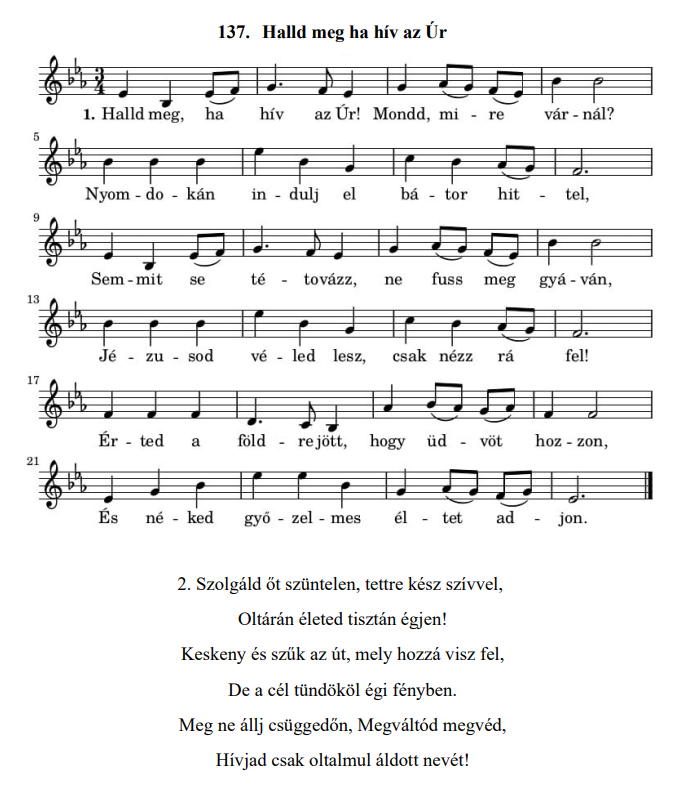 137. Halld meg ha hív az Úr
3 4
1. Halld meg, ha hív az Úr! Mondd, mi - re vár - nál?
5
Nyom - do - kán in - dulj el bá - tor hit - tel,
9
Sem - mit se té - továzz, ne fuss meg gyá - ván,
13
Jé - zu - sod vé - led lesz, csak nézz rá fel!
17
Ér - ted a föld - re jött, hogy üd - vöt hoz - zon,
21
És né - ked győ - zel - mes él - tet ad - jon.
2. Szolgáld őt szüntelen, tettre kész szívvel,
Oltárán életed tisztán égjen!
Keskeny és szűk az út, mely hozzá visz fel,
De a cél tündököl égi fényben.
Meg ne állj csüggedőn, Megváltód megvéd,
Hívjad csak oltalmul áldott nevét!